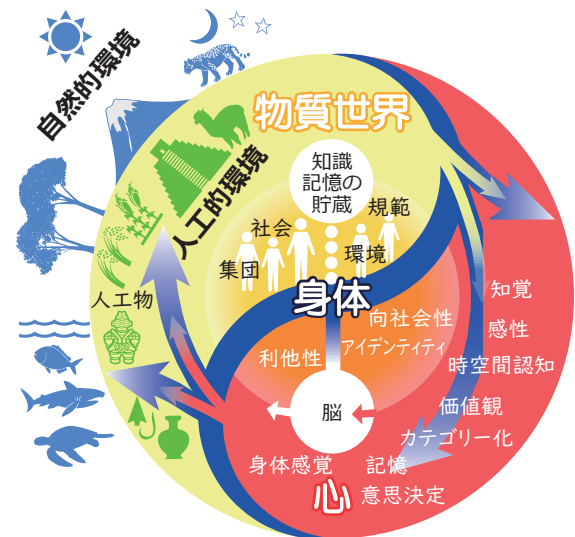 自然的環境
物質世界
人工的環境
知識
記憶の
貯蔵
規範
社会
環境
集団
身体
人工物
向社会性
アイデンティティ
利他性
知覚
感性
時空間認知
価値観
カテゴリー化
脳
身体感覚
記憶
心
意思決定